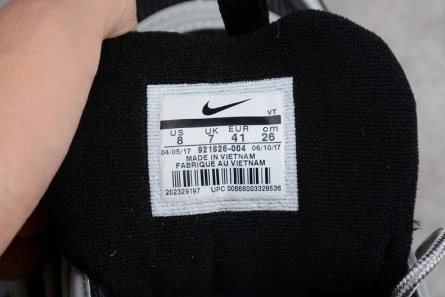 VT
US UK EUR cm
8 7 41 26
04/05/17 921826-004 06/10/17
MADE IN VIETNAM
FABRIQUE AU VIETNAM
202329197 UPC 00666003328536